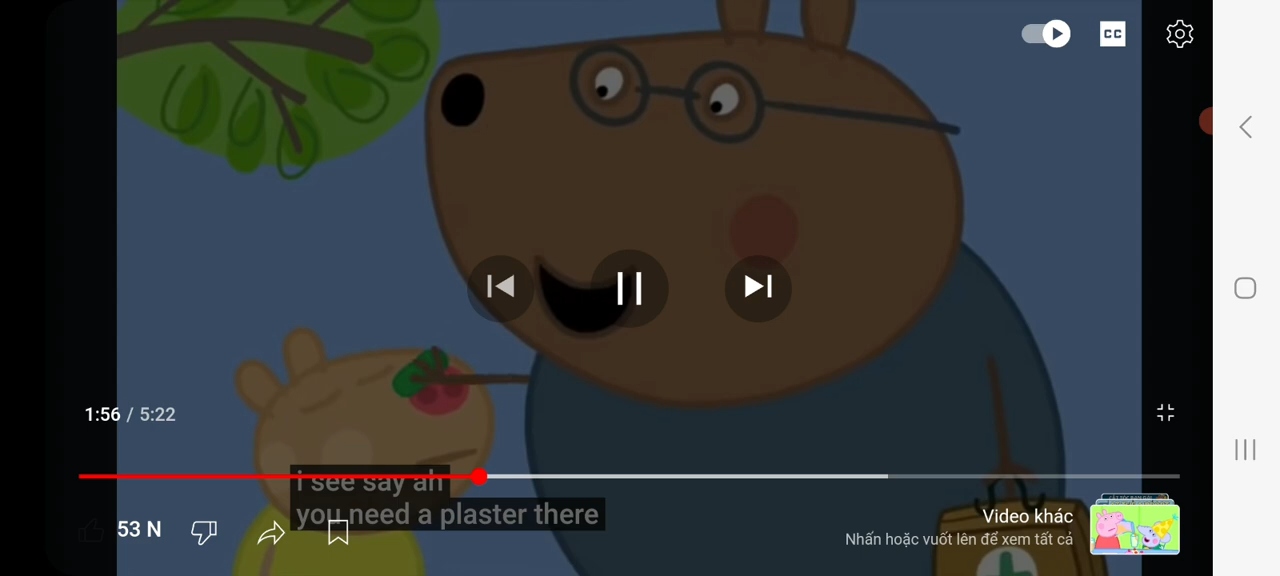 CC
1:56 / 5:22
i see say ah
you need a plaster there
53 N
Video khác
Nhấn hoặc vuốt lên để xem tất cả